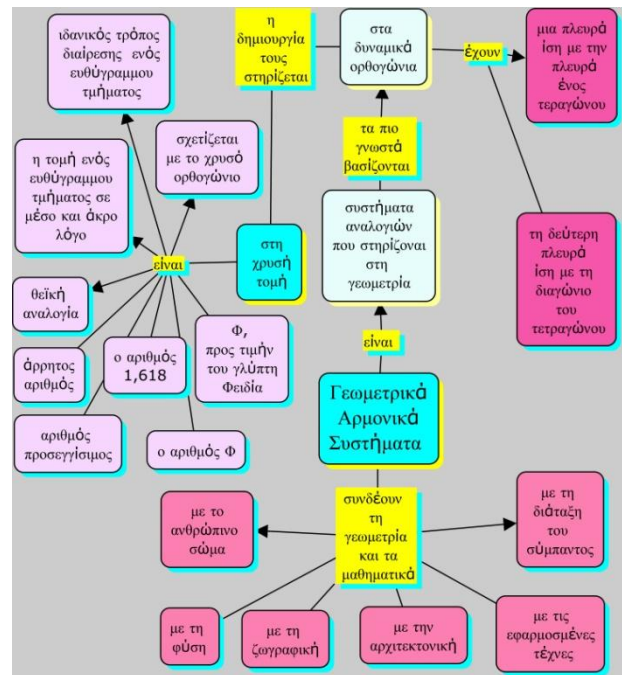 ιδανικός τρόπος
διαίρεσης ενός
ευθύγραμμου
τμήματος
η
δημιουργία
τους
στηρίζεται
στα
δυναμικά
ορθογώνια
έχουν
μια πλευρά
ίση με την
πλευρά
ένος
τεραγώνου
σχετίζεται
με το χρυσό
ορθογώνιο
τα πιο
γνωστά
βασίζονται
η τομή ενός
ευθύγραμμου
τμήματος σε
μέσο και άκρο
λόγο
είναι
στη
χρυσή
τομή
συστήματα
αναλογιών
που στηρίζοναι
στη
γεωμετρία
τη δεύτερη
πλευρά
ίση με τη
διαγώνιο
του
τετραγώνου
θεϊκή
αναλογία
άρρητος
αριθμός
ο αριθμός
1,618
Φ,
προς τιμήν
του γλύπτη
Φειδία
είναι
αριθμός
προσεγγίσιμος
ο αριθμός Φ
Γεωμετρικά
Αρμονικά
Συστήματα
με το
ανθρώπινο
σώμα
συνδέουν
τη
γεωμετρία
και τα
μαθηματικά
με τη
διάταξη
του
σύμπαντος
με τη
φύση
με τη
ζωγραφική
με την
αρχιτεκτονική
με τις
εφαρμοσμένες
τέχνες